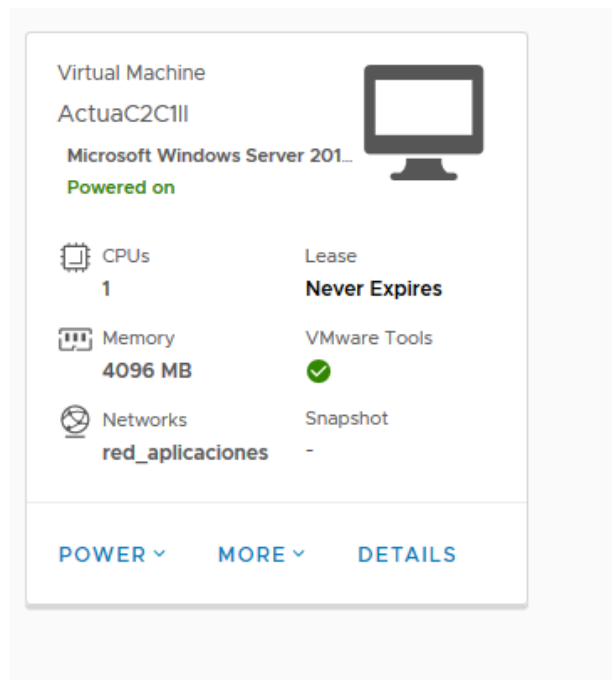 Virtual Machine
ActuaC2C1III
Microsoft Windows Server 201...
Powered on
CPUs
1
Lease
Never Expires
Memory
4096 MB
VMware Tools
Networks
red_aplicaciones
Snapshot
-
POWER
MORE
DETAILS